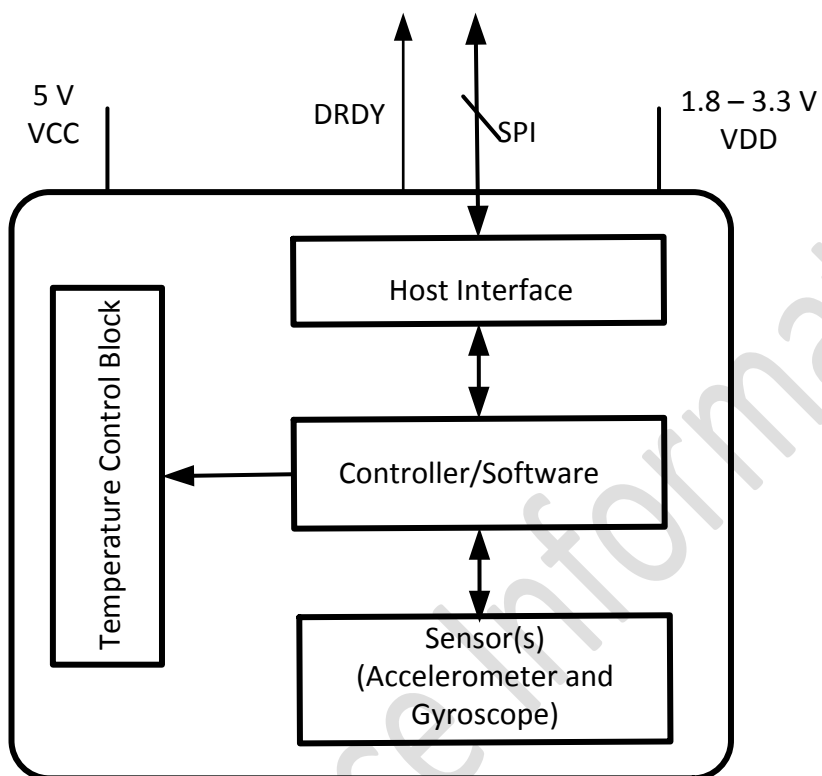 5 V
VCC
DRDY
SPI
1.8 – 3.3 V
VDD
Host Interface
Temperature Control Block
Controller/Software
Sensor(s)
(Accelerometer and
Gyroscope)